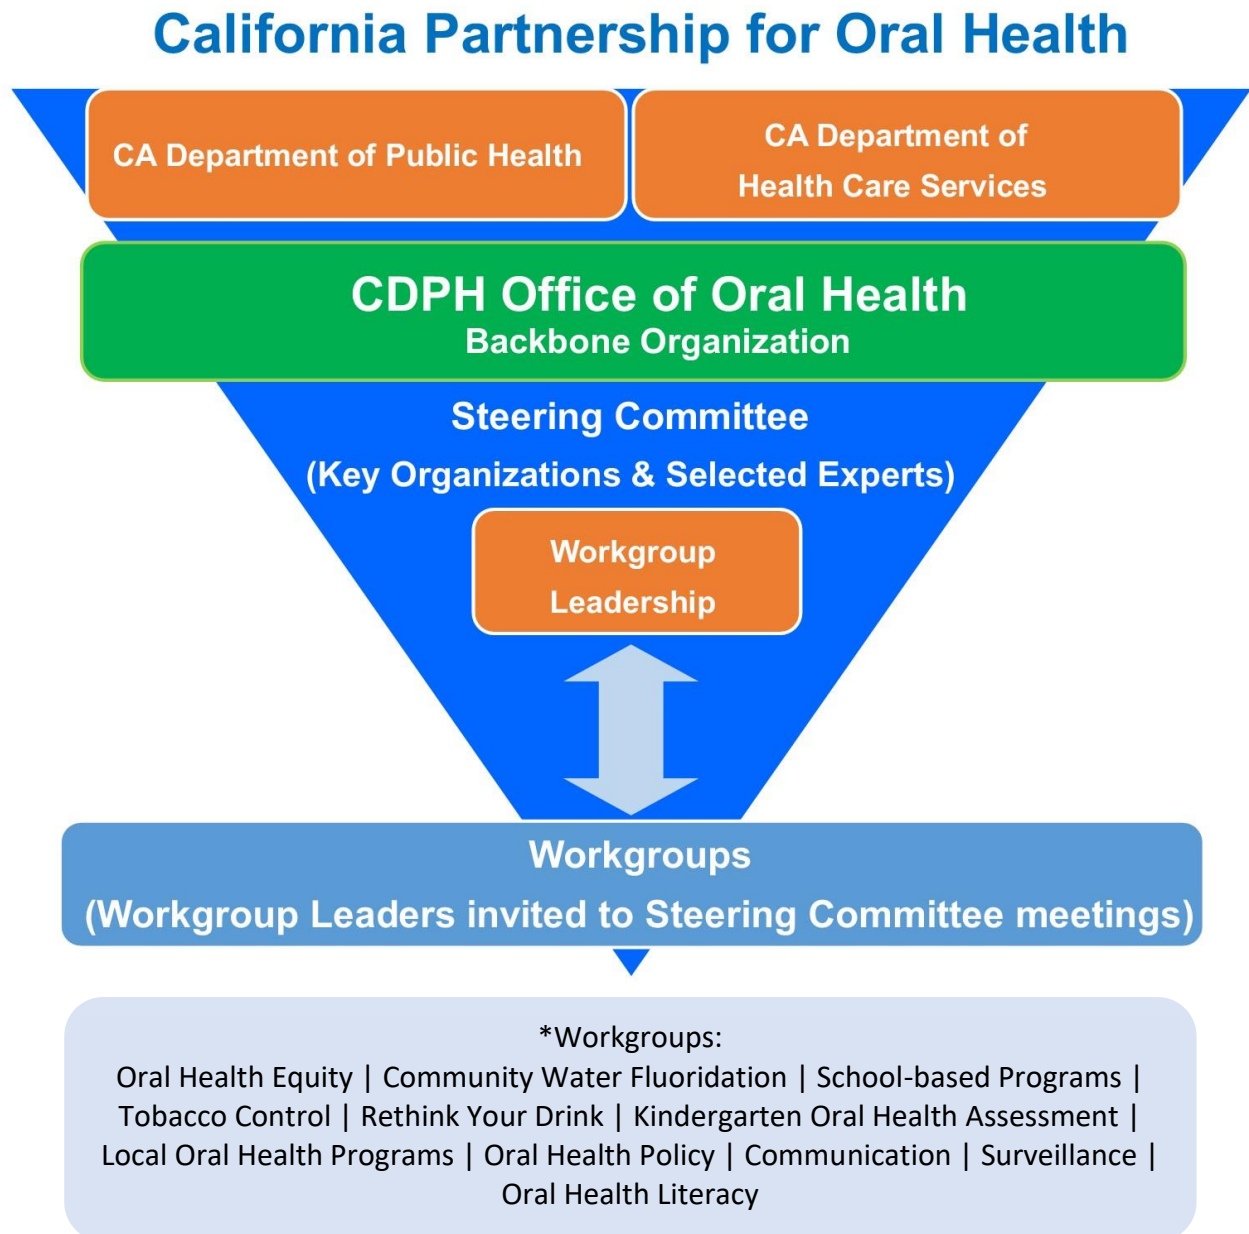 California Partnership for Oral Health
CA Department of Public Health
CA Department of
Health Care Services
CDPH Office of Oral Health
Backbone Organization
Steering Committee
(Key Organizations & Selected Experts)
Workgroup
Leadership
Workgroups
(Workgroup Leaders invited to Steering Committee meetings)
*Workgroups:
Oral Health Equity | Community Water Fluoridation | School-based Programs |
Tobacco Control | Rethink Your Drink | Kindergarten Oral Health Assessment |
Local Oral Health Programs | Oral Health Policy | Communication | Surveillance |
Oral Health Literacy